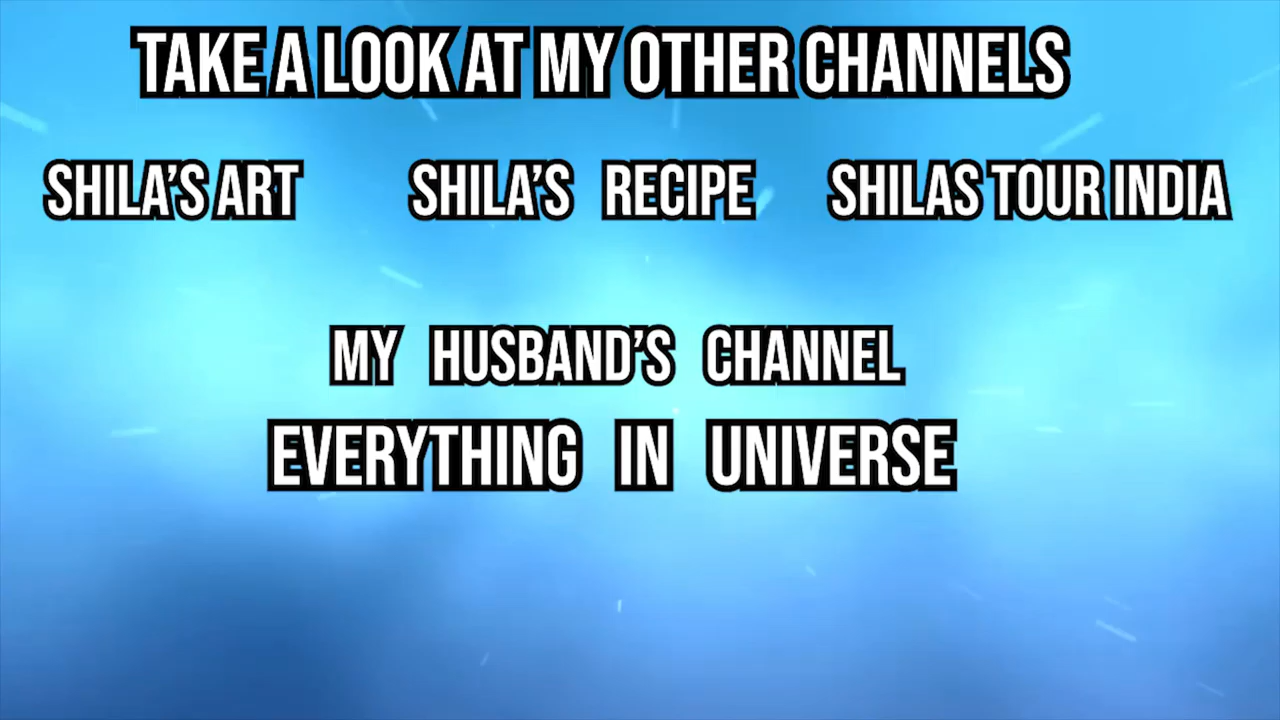 TAKE A LOOK AT MY OTHER CHANNELS
SHILA'S ART SHILA'S RECIPE SHILAS TOUR INDIA
MY HUSBAND'S CHANNEL
EVERYTHING IN UNIVERSE